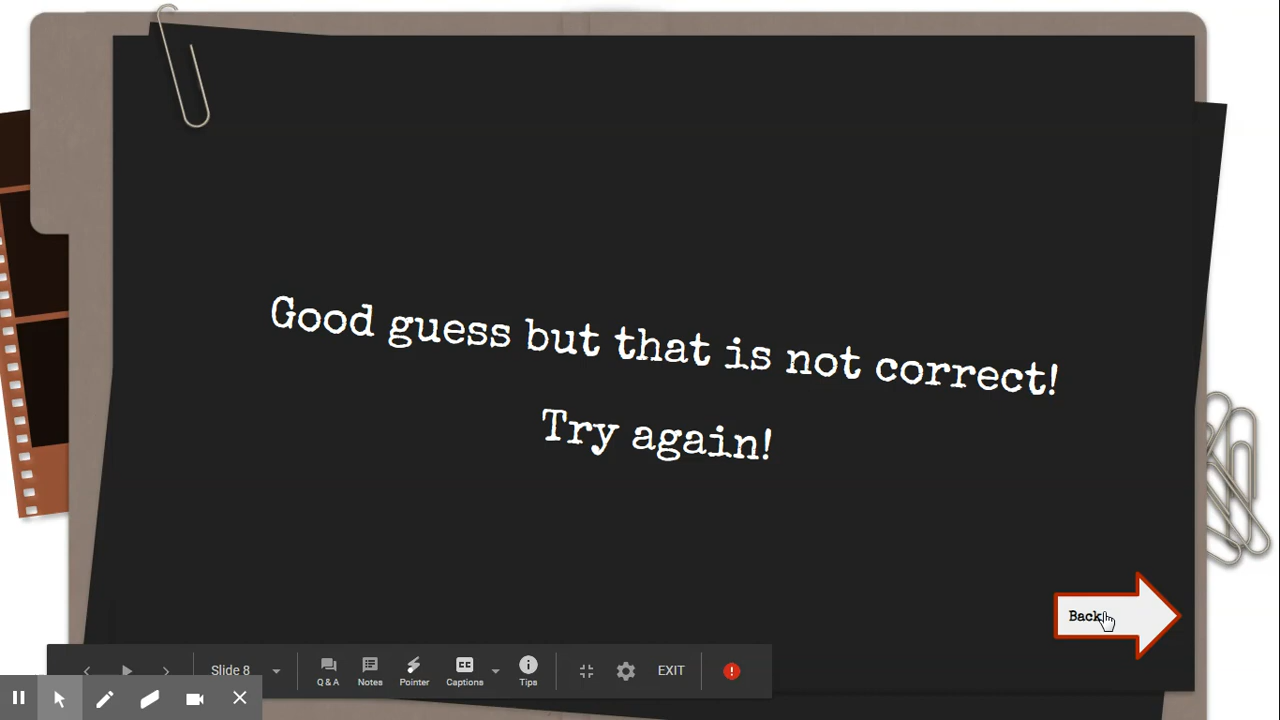 Good guess but that is not correct!
Try again!
Back
Slide 8
Q & A
Notes
Pointer
Captions
Tips
EXIT